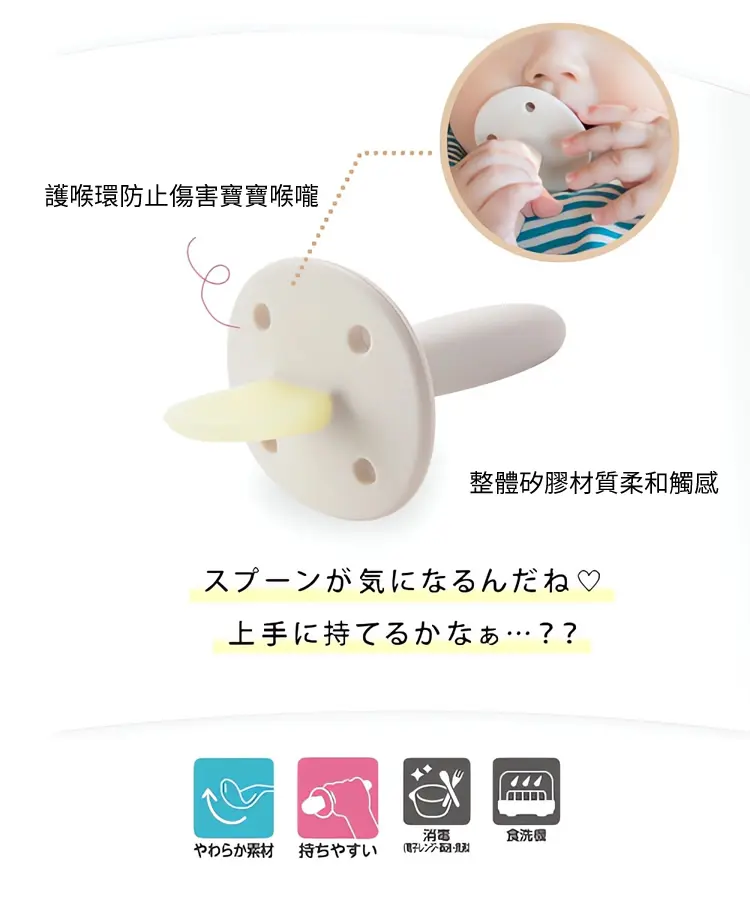 護喉環防止傷害寶寶喉嚨
整體矽膠材質柔和觸感
スプーンが気になるんだね♡
上手に持てるかなぁ…??
やわらか素材
持ちやすい
消毒
食洗機